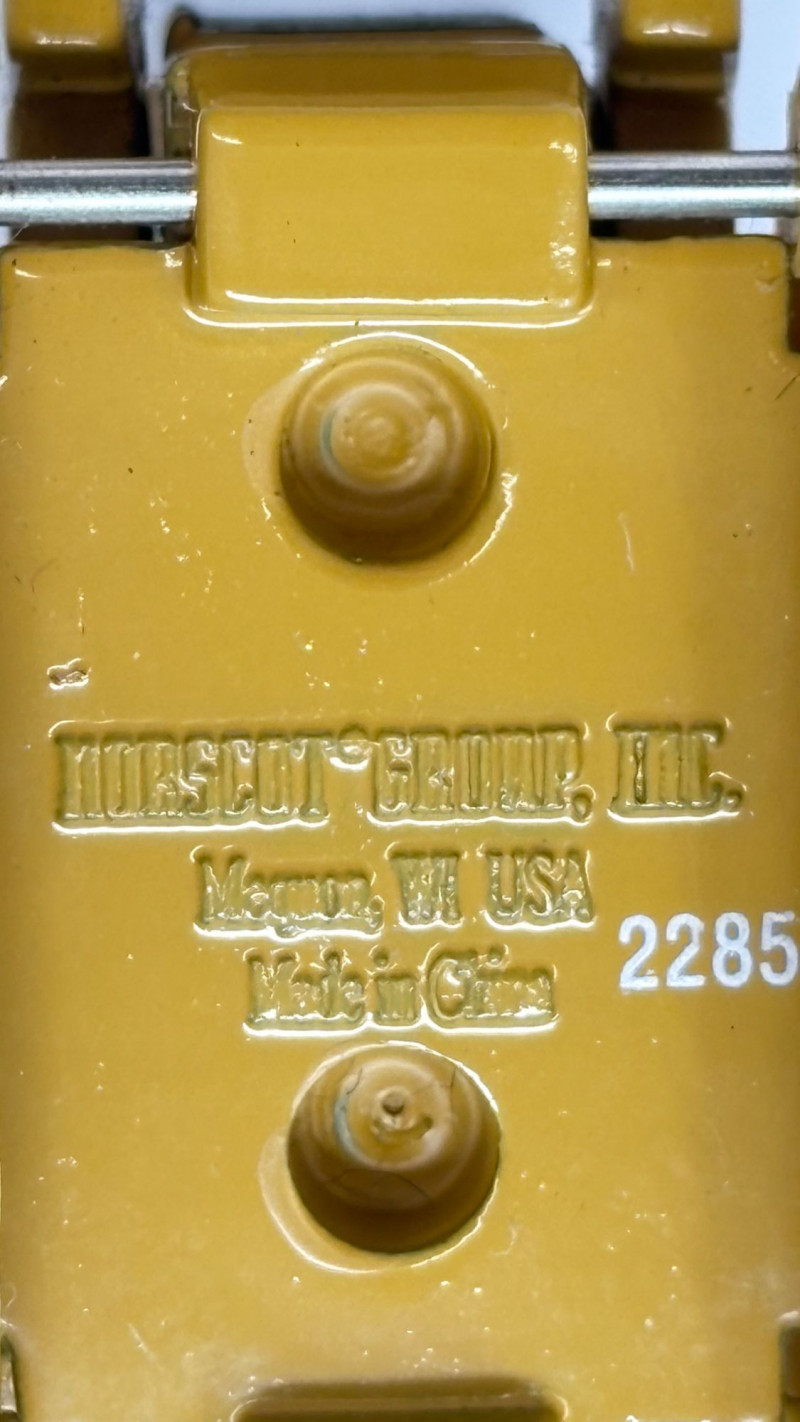 NORSCOT® GROUP, INC.
Mequon, WI USA
Made in China
2285